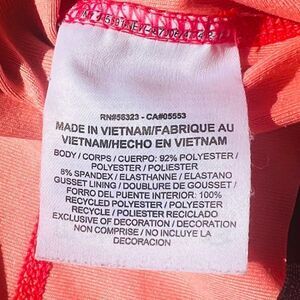 RN#56323 - CA#05553
MADE IN VIETNAM/FABRIQUE AU
VIETNAM/HECHO EN VIETNAM
BODY / CORPS / CUERPO: 92% POLYESTER /
POLYESTER / POLIESTER
8% SPANDEX / ELASTHANNE / ELASTANO
GUSSET LINING / DOUBLURE DE GOUSSET /
FORRO DEL PUENTE INTERIOR: 100%
RECYCLED POLYESTER / POLYESTER
RECYCLE / POLIESTER RECICLADO
EXCLUSIVE OF DECORATION / DECORATION
NON COMPRISE / NO INCLUYE LA
DECORACION